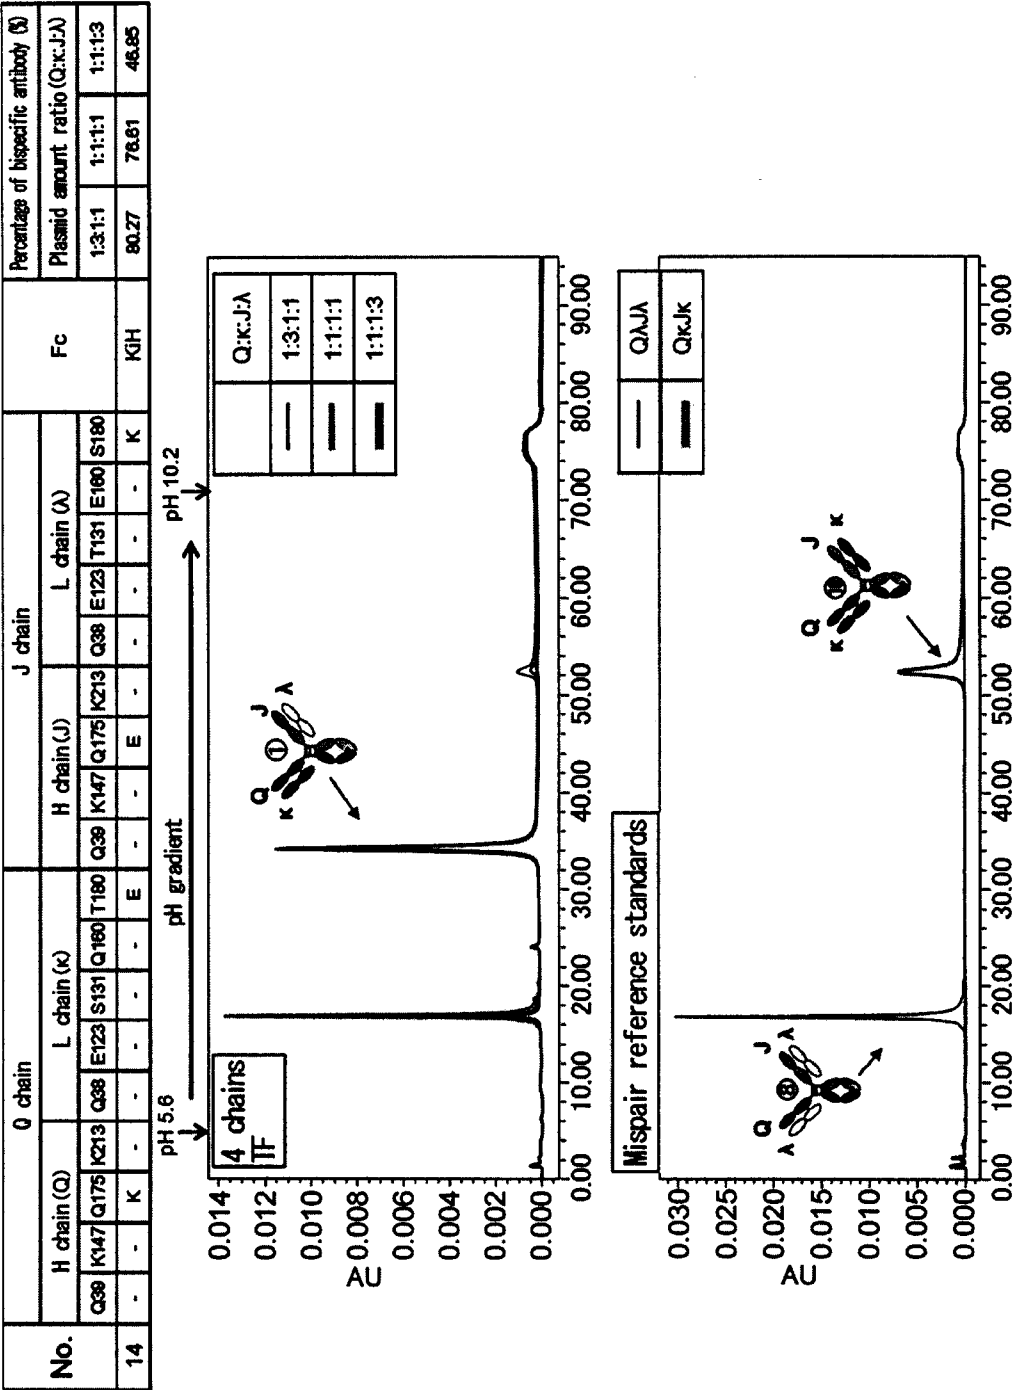 No.
Q chain
J chain
Fc
Percentage of bispecific antibody (%)
H chain (Q)
L chain (κ)
H chain (J)
L chain (λ)
Plasmid amount ratio (Q:κ:J:λ)
Q39 K147 Q175 K213 Q38 E123 S131 Q160 T180 Q39 K147 Q175 K213 Q38 E123 T131 E160 S180 1:3:1:1 1:1:1:1 1:1:1:3
14 - - K - - - - - E - - E - - - - - K KiH 80.27 76.61 46.85
pH 5.6
pH gradient
pH 10.2
4 chains
TF
Q:κ:J:λ
1:3:1:1
1:1:1:1
1:1:1:3
Q J
①
κ λ
AU
0.014
0.012
0.010
0.008
0.006
0.004
0.002
0.000
0.00 10.00 20.00 30.00 40.00 50.00 60.00 70.00 80.00 90.00
Mispair reference standards
QλJλ
QκJκ
Q J
⑧
λ λ
Q J
κ κ
AU
0.030
0.025
0.020
0.015
0.010
0.005
0.000
0.00 10.00 20.00 30.00 40.00 50.00 60.00 70.00 80.00 90.00